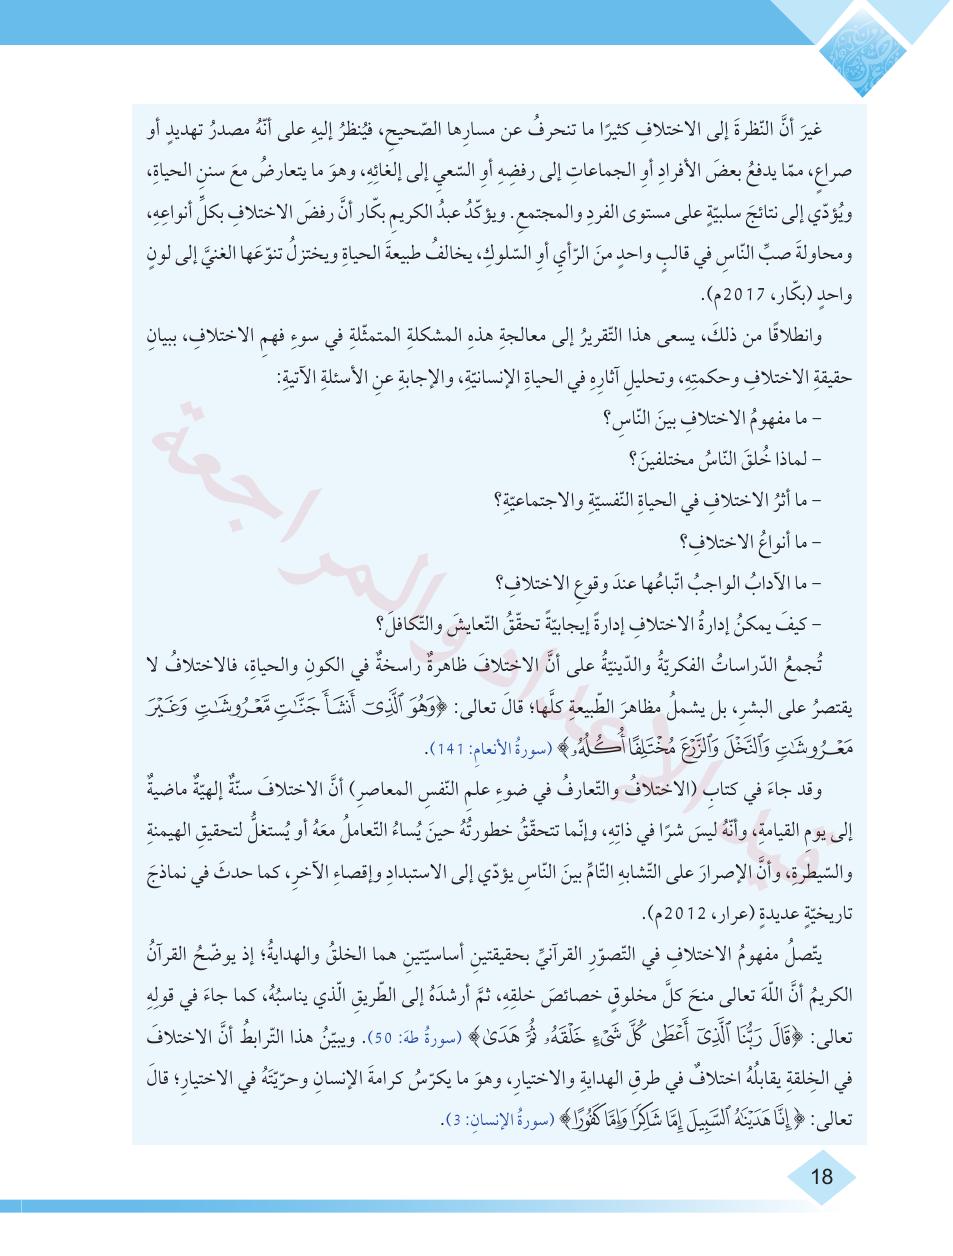 غيرَ أنَّ النّظرةَ إلى الاختلافِ كثيرًا ما تنحرفُ عن مسارِها الصّحيحِ، فيُنظرُ إليهِ على أنّهُ مصدرُ تهديدٍ أو
صراعٍ، ممّا يدفعُ بعضَ الأفرادِ أوِ الجماعاتِ إلى رفضِهِ أوِ السّعيِ إلى إلغائِهِ، وهوَ ما يتعارضُ معَ سننِ الحياةِ،
ويُؤدّي إلى نتائجَ سلبيّةٍ على مستوى الفردِ والمجتمعِ. ويؤكّدُ عبدُ الكريمِ بكّار أنَّ رفضَ الاختلافِ بكلِّ أنواعِهِ،
ومحاولةَ صبِّ النّاسِ في قالبٍ واحدٍ منَ الرّأيِ أوِ السّلوكِ، يخالفُ طبيعةَ الحياةِ ويختزلُ تنوّعَها الغنيَّ إلى لونٍ
واحدٍ (بكّار، 2017م).
وانطلاقًا من ذلكَ، يسعى هذا التّقريرُ إلى معالجةِ هذهِ المشكلةِ المتمثّلةِ في سوءِ فهمِ الاختلافِ، ببيانِ
حقيقةِ الاختلافِ وحكمتِهِ، وتحليلِ آثارِهِ في الحياةِ الإنسانيّةِ، والإجابةِ عنِ الأسئلةِ الآتيةِ:
– ما مفهومُ الاختلافِ بينَ النّاسِ؟
– لماذا خُلقَ النّاسُ مختلفينَ؟
– ما أثرُ الاختلافِ في الحياةِ النّفسيّةِ والاجتماعيّةِ؟
– ما أنواعُ الاختلافِ؟
– ما الآدابُ الواجبُ اتّباعُها عندَ وقوعِ الاختلافِ؟
– كيفَ يمكنُ إدارةُ الاختلافِ إدارةً إيجابيّةً تحقّقُ التّعايشَ والتّكافلَ؟
تُجمعُ الدّراساتُ الفكريّةُ والدّينيّةُ على أنَّ الاختلافَ ظاهرةٌ راسخةٌ في الكونِ والحياةِ، فالاختلافُ لا
يقتصرُ على البشرِ، بل يشملُ مظاهرَ الطّبيعةِ كلَّها؛ قالَ تعالى: ﴿وَهُوَ ٱلَّذِىٓ أَنشَأَ جَنَّـٰتٍ مَّعْرُوشَـٰتٍ وَغَيْرَ
مَعْرُوشَـٰتٍ وَٱلنَّخْلَ وَٱلزَّرْعَ مُخْتَلِفًا أُكُلُهُۥ﴾ (سورةُ الأنعامِ: 141).
وقد جاءَ في كتابِ (الاختلافُ والتّعارفُ في ضوءِ علمِ النّفسِ المعاصرِ) أنَّ الاختلافَ سنّةٌ إلهيّةٌ ماضيةٌ
إلى يومِ القيامةِ، وأنّهُ ليسَ شرًا في ذاتِهِ، وإنّما تتحقّقُ خطورتُهُ حينَ يُساءُ التّعاملُ معَهُ أو يُستغلُّ لتحقيقِ الهيمنةِ
والسّيطرةِ، وأنَّ الإصرارَ على التّشابهِ التّامِّ بينَ النّاسِ يؤدّي إلى الاستبدادِ وإقصاءِ الآخرِ، كما حدثَ في نماذجَ
تاريخيّةٍ عديدةٍ (عرار، 2012م).
يتّصلُ مفهومُ الاختلافِ في التّصوّرِ القرآنيِّ بحقيقتينِ أساسيّتينِ هما الخلقُ والهدايةُ؛ إذ يوضّحُ القرآنُ
الكريمُ أنَّ اللّهَ تعالى منحَ كلَّ مخلوقٍ خصائصَ خلقِهِ، ثمَّ أرشدَهُ إلى الطّريقِ الّذي يناسبُهُ، كما جاءَ في قولِهِ
تعالى: ﴿قَالَ رَبُّنَا ٱلَّذِىٓ أَعْطَىٰ كُلَّ شَىْءٍ خَلْقَهُۥ ثُمَّ هَدَىٰ﴾ (سورةُ طهَ: 50). ويبيّنُ هذا التّرابطُ أنَّ الاختلافَ
في الخِلقةِ يقابلُهُ اختلافٌ في طرقِ الهدايةِ والاختيارِ، وهوَ ما يكرّسُ كرامةَ الإنسانِ وحرّيّتَهُ في الاختيارِ؛ قالَ
تعالى: ﴿إِنَّا هَدَيْنَـٰهُ ٱلسَّبِيلَ إِمَّا شَاكِرًا وَإِمَّا كَفُورًا﴾ (سورةُ الإنسانِ: 3).
قيد الإعداد والمراجعة
18